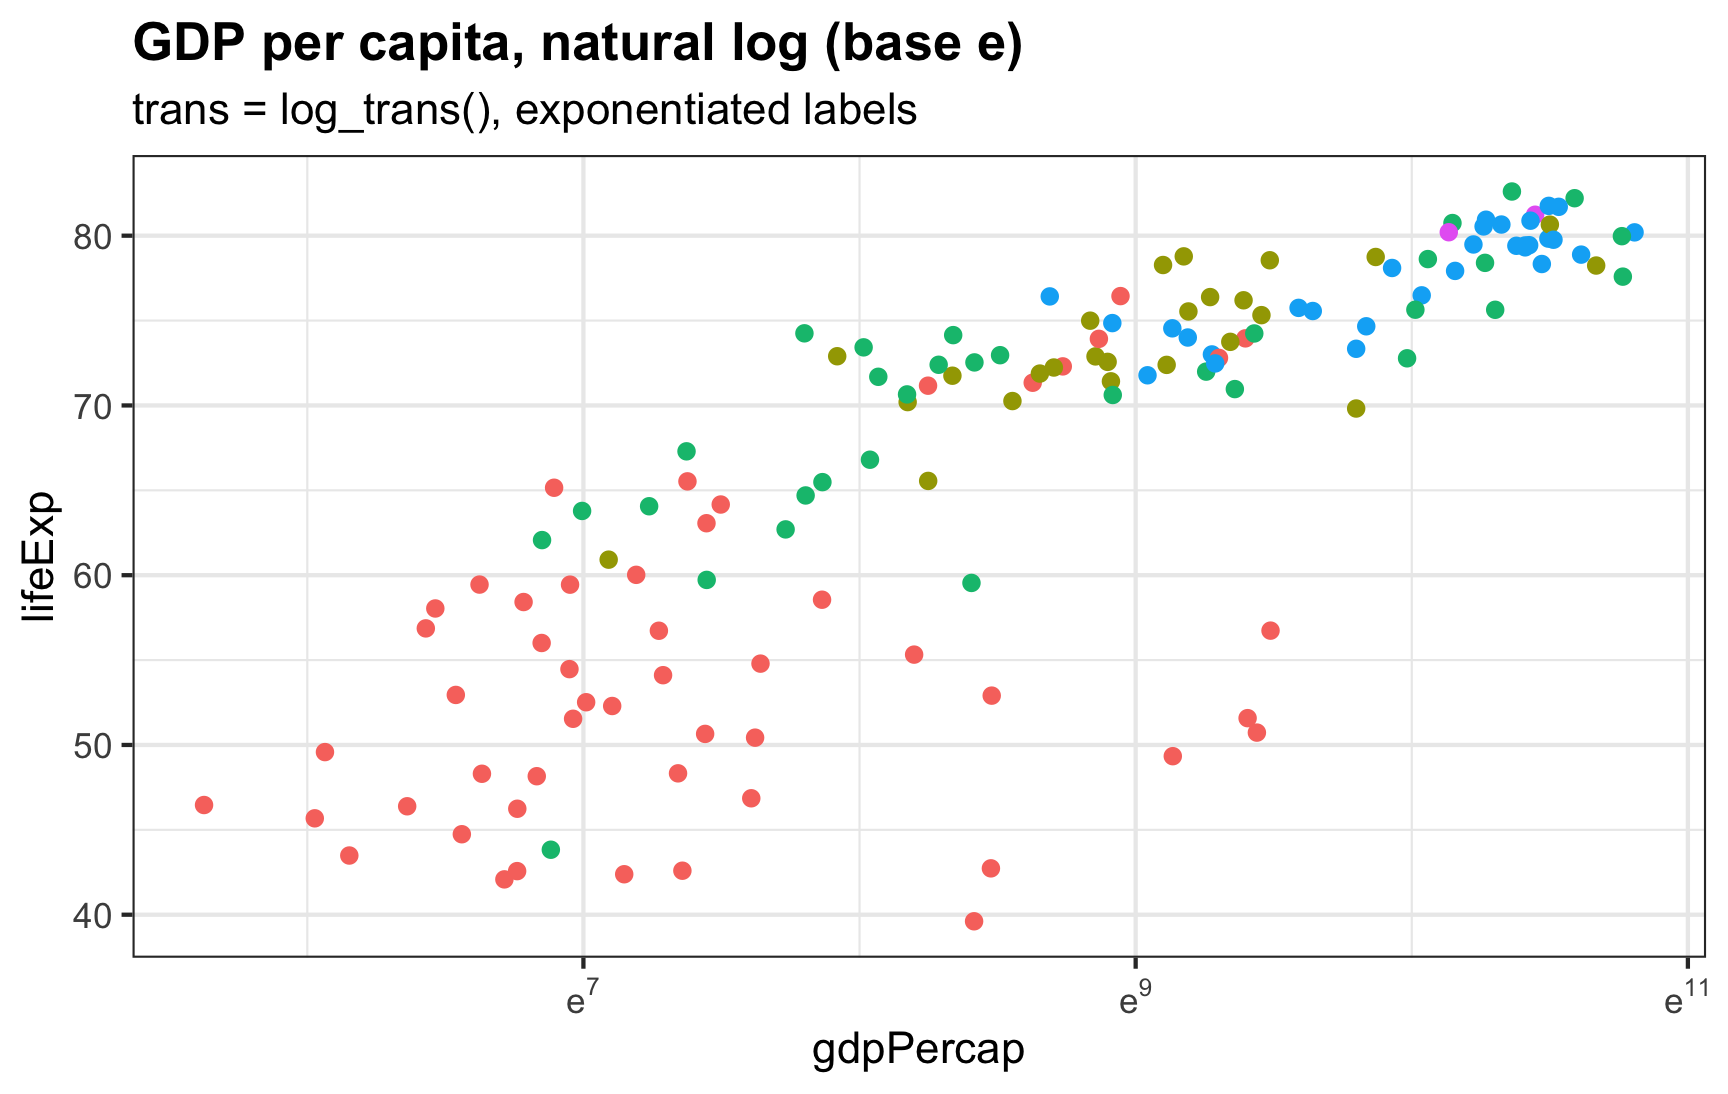 GDP per capita, natural log (base e)
trans = log_trans(), exponentiated labels
80
70
60
50
40
lifeExp
e⁷
e⁹
e¹¹
gdpPercap